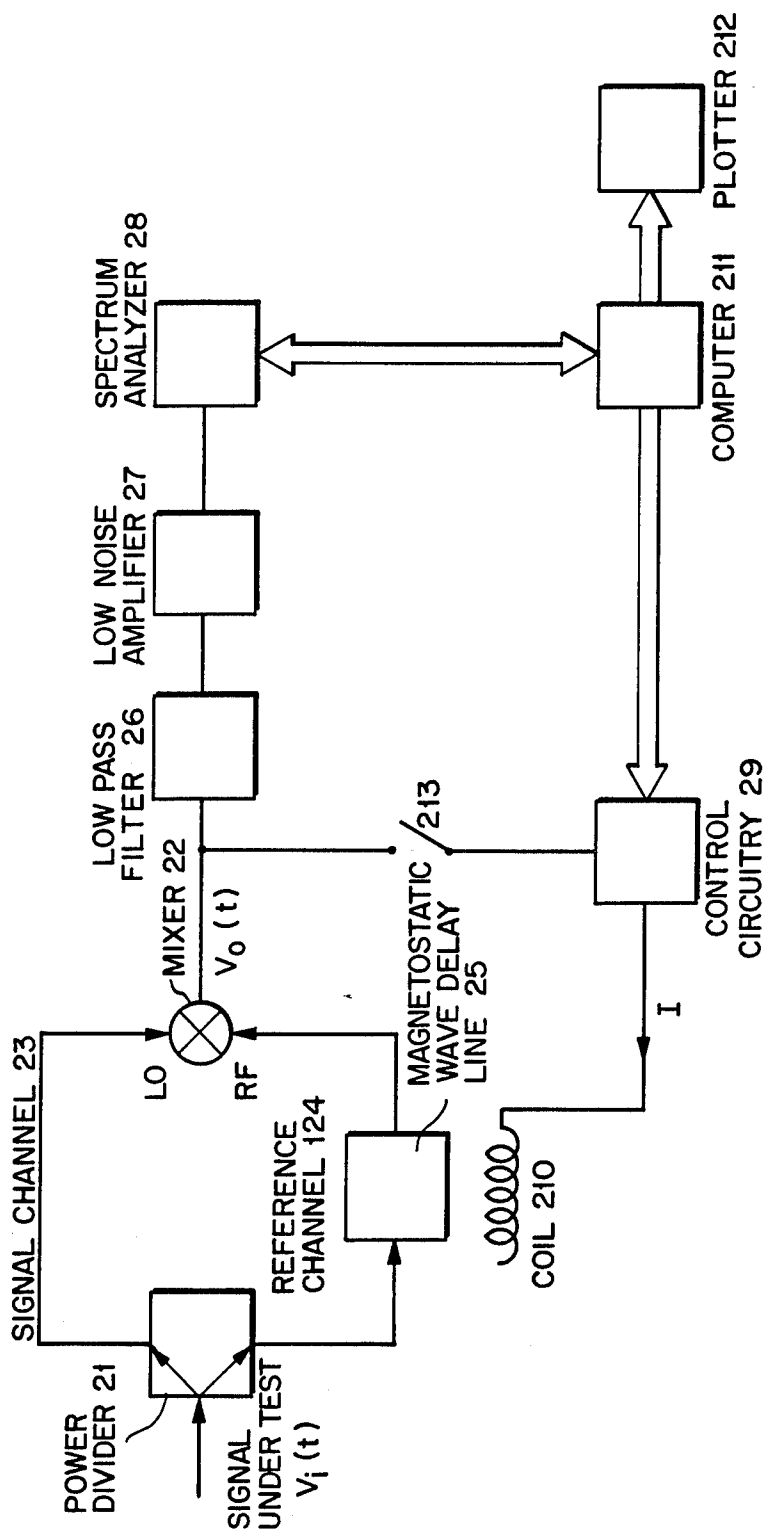 SIGNAL CHANNEL 23
POWER
DIVIDER 21
SIGNAL
UNDER TEST
Vi (t)
LO
RF
MIXER 22
Vo (t)
REFERENCE
CHANNEL 124
MAGNETOSTATIC
WAVE DELAY
LINE 25
COIL 210
I
LOW PASS
FILTER 26
LOW NOISE
AMPLIFIER 27
SPECTRUM
ANALYZER 28
213
CONTROL
CIRCUITRY 29
COMPUTER 211
PLOTTER 212